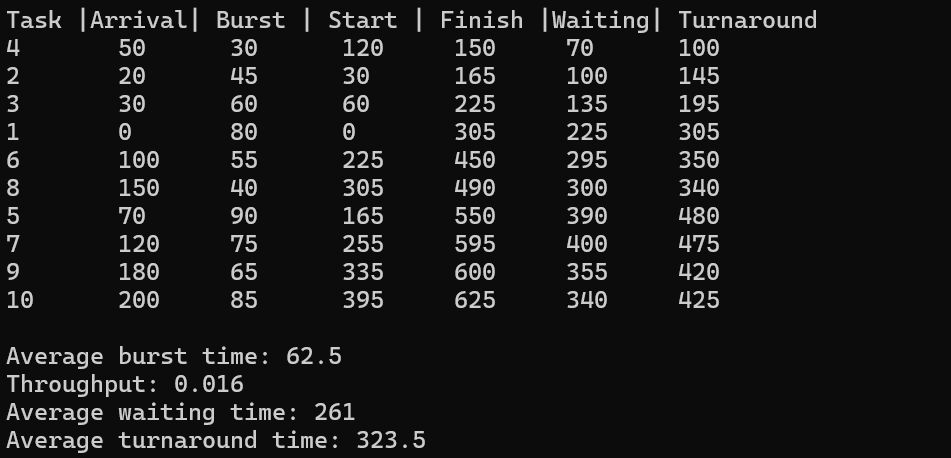 Task |Arrival| Burst | Start | Finish |Waiting| Turnaround
4 50 30 120 150 70 100
2 20 45 30 165 100 145
3 30 60 60 225 135 195
1 0 80 0 305 225 305
6 100 55 225 450 295 350
8 150 40 305 490 300 340
5 70 90 165 550 390 480
7 120 75 255 595 400 475
9 180 65 335 600 355 420
10 200 85 395 625 340 425
Average burst time: 62.5
Throughput: 0.016
Average waiting time: 261
Average turnaround time: 323.5